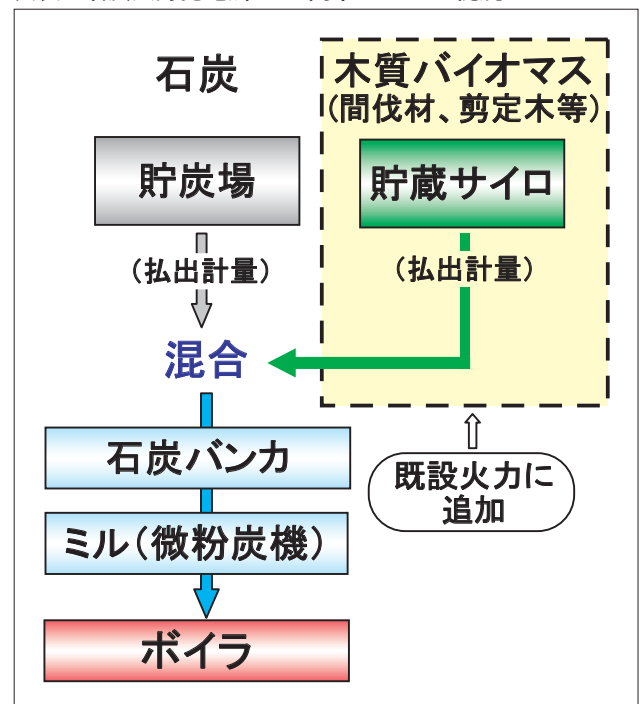 石炭
木質バイオマス
(間伐材、剪定木等)
貯炭場
貯蔵サイロ
(払出計量)
(払出計量)
混合
石炭バンカ
既設火力に
追加
ミル(微粉炭機)
ボイラ